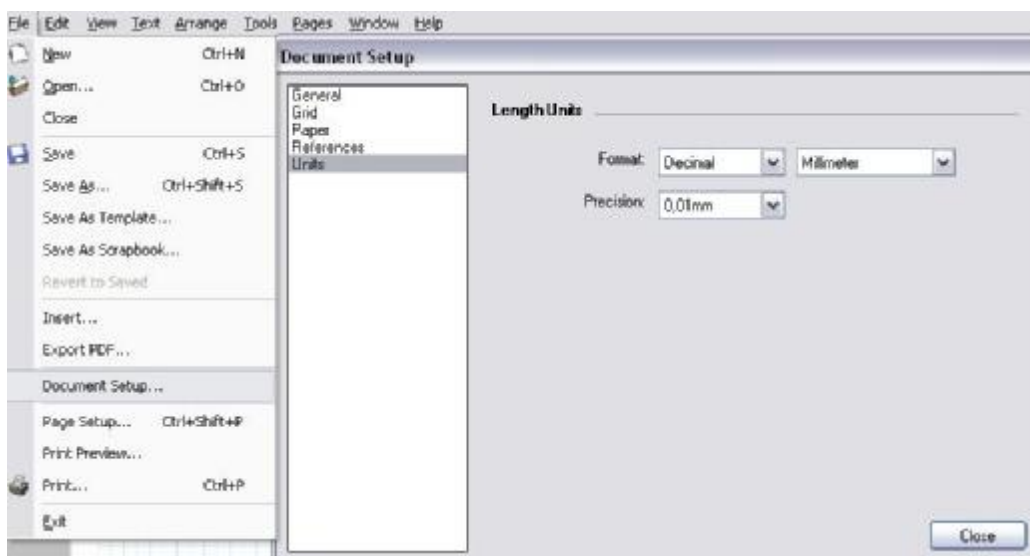 File Edit View Text Arrange Tools Pages Window Help
New Ctrl+N
Open... Ctrl+O
Close
Save Ctrl+S
Save As... Ctrl+Shift+S
Save As Template...
Save As Scrapbook...
Revert to Saved
Insert...
Export PDF...
Document Setup...
Page Setup... Ctrl+Shift+P
Print Preview...
Print... Ctrl+P
Exit
Document Setup
General
Grid
Paper
References
Units
Length Units
Format: Decimal Millimeter
Precision: 0,01mm
Close